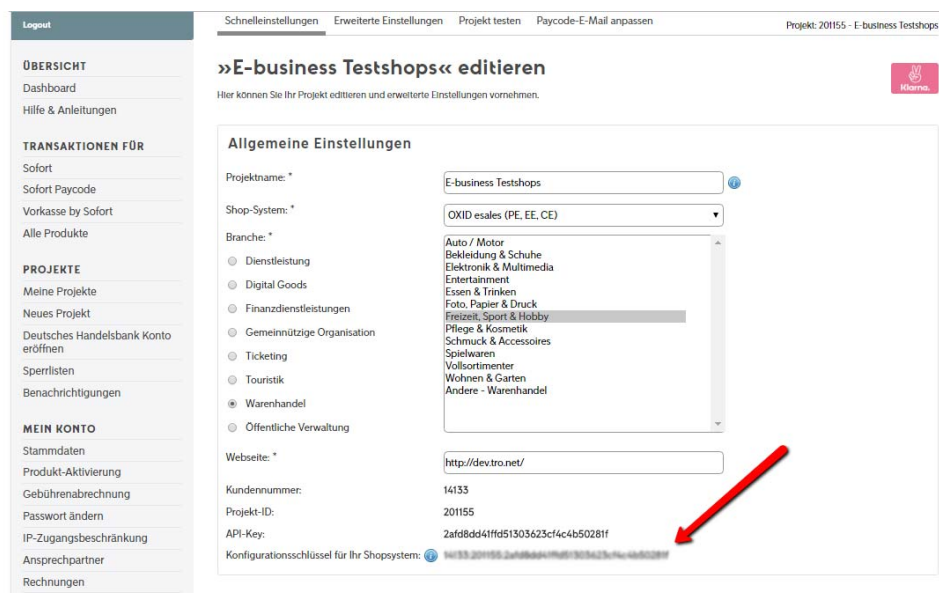 Logout
Schnelleinstellungen Erweiterte Einstellungen Projekt testen Paycode-E-Mail anpassen
Projekt: 201155 - E-business Testshops
ÜBERSICHT
Dashboard
Hilfe & Anleitungen
TRANSAKTIONEN FÜR
Sofort
Sofort Paycode
Vorkasse by Sofort
Alle Produkte
PROJEKTE
Meine Projekte
Neues Projekt
Deutsches Handelsbank Konto
eröffnen
Sperrlisten
Benachrichtigungen
MEIN KONTO
Stammdaten
Produkt-Aktivierung
Gebührenabrechnung
Passwort ändern
IP-Zugangsbeschränkung
Ansprechpartner
Rechnungen
»E-business Testshops« editieren
Hier können Sie Ihr Projekt editieren und erweiterte Einstellungen vornehmen.
Klarna.
Allgemeine Einstellungen
Projektname: * E-business Testshops
Shop-System: * OXID esales (PE, EE, CE)
Branche: *
Dienstleistung
Digital Goods
Finanzdienstleistungen
Gemeinnützige Organisation
Ticketing
Touristik
Warenhandel
Öffentliche Verwaltung
Auto / Motor
Bekleidung & Schuhe
Elektronik & Multimedia
Entertainment
Essen & Trinken
Foto, Papier & Druck
Freizeit, Sport & Hobby
Pflege & Kosmetik
Schmuck & Accessoires
Spielwaren
Vollsortimenter
Wohnen & Garten
Andere - Warenhandel
Webseite: * http://dev.tro.net/
Kundennummer: 14133
Projekt-ID: 201155
API-Key: 2afd8dd41ffd51303623cf4c4b50281f
Konfigurationsschlüssel für Ihr Shopsystem: